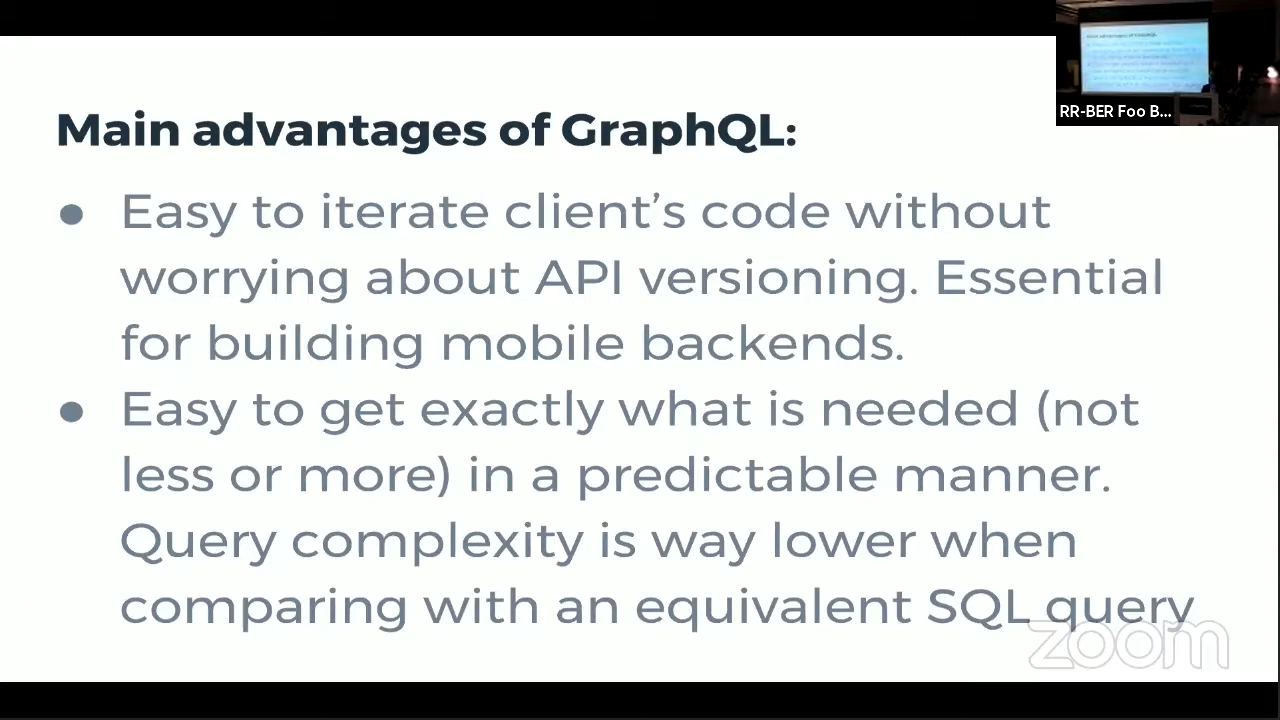 RR-BER Foo B...
Main advantages of GraphQL:
● Easy to iterate client's code without
worrying about API versioning. Essential
for building mobile backends.
● Easy to get exactly what is needed (not
less or more) in a predictable manner.
Query complexity is way lower when
comparing with an equivalent SQL query
zoom